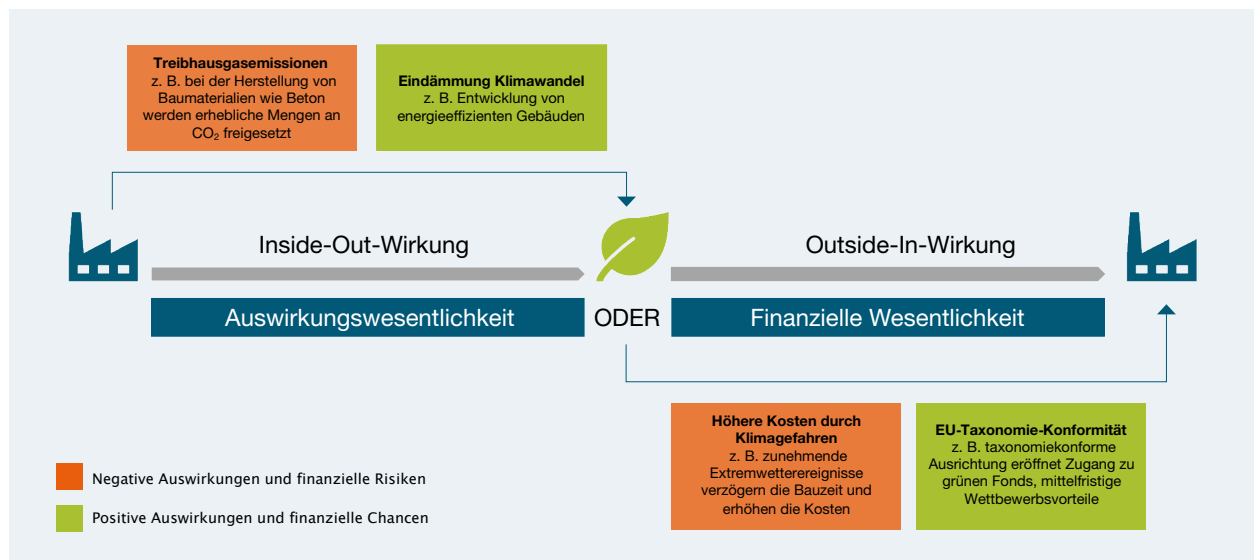 Treibhausgasemissionen
z. B. bei der Herstellung von
Baumaterialien wie Beton
werden erhebliche Mengen an
CO₂ freigesetzt
Eindämmung Klimawandel
z. B. Entwicklung von
energieeffizienten Gebäuden
Inside-Out-Wirkung
Outside-In-Wirkung
Auswirkungswesentlichkeit
ODER
Finanzielle Wesentlichkeit
Höhere Kosten durch
Klimagefahren
z. B. zunehmende
Extremwetterereignisse
verzögern die Bauzeit und
erhöhen die Kosten
EU-Taxonomie-Konformität
z. B. taxonomiekonforme
Ausrichtung eröffnet Zugang zu
grünen Fonds, mittelfristige
Wettbewerbsvorteile
Negative Auswirkungen und finanzielle Risiken
Positive Auswirkungen und finanzielle Chancen